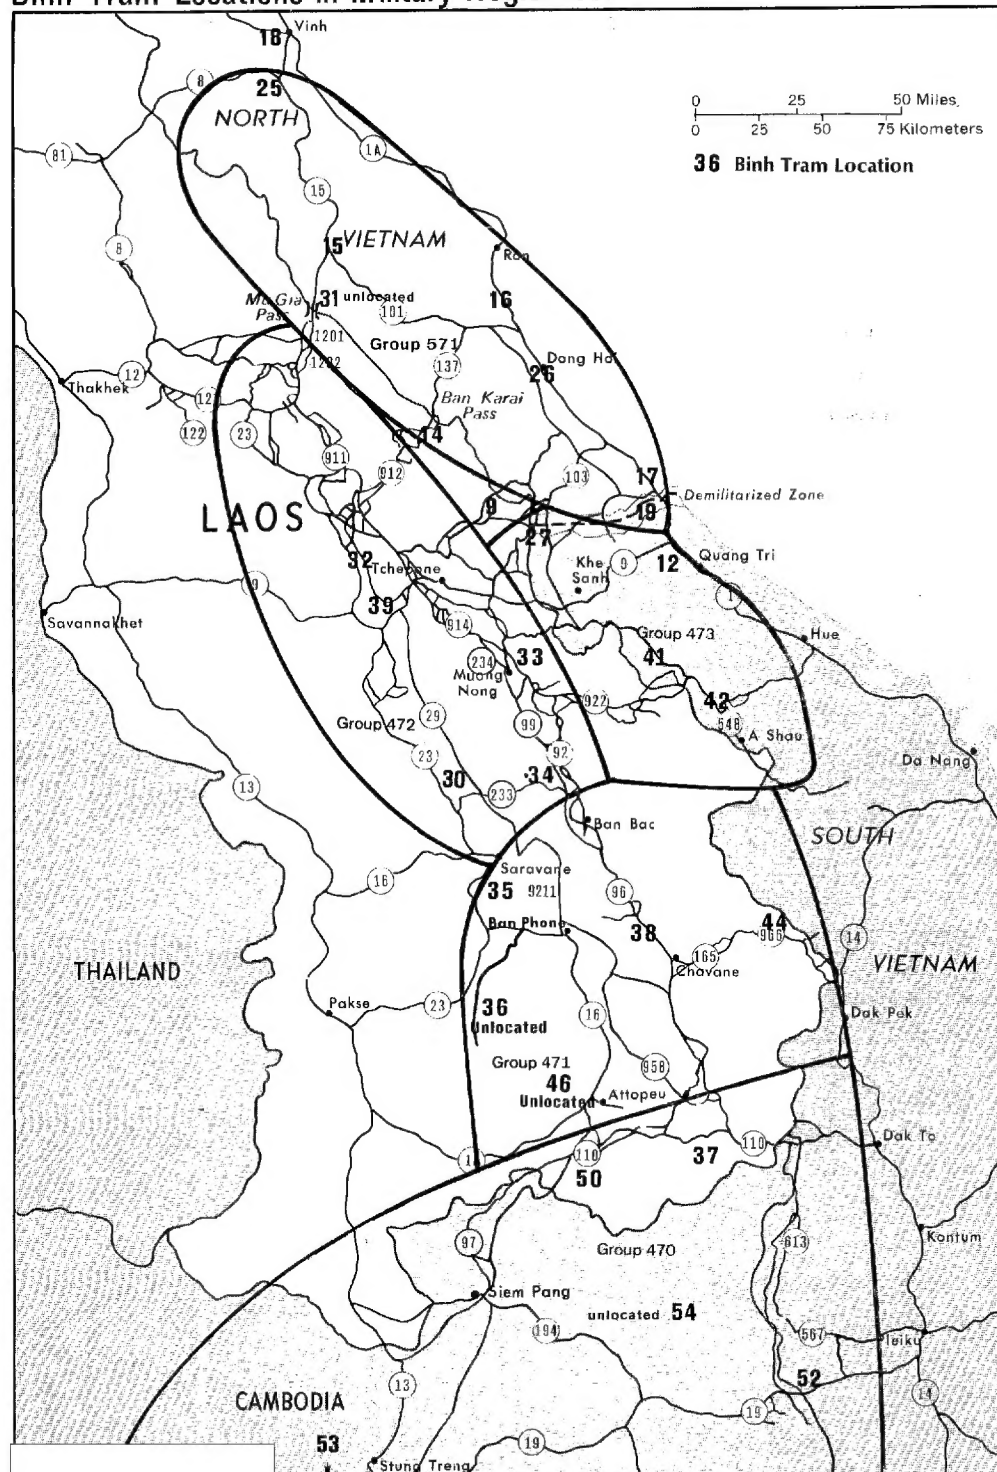 Binh Tram Locations in Military
Vinh
18
8
25
NORTH
0 25 50 Miles
0 25 50 75 Kilometers
36 Binh Tram Location
81
1A
15
8
15 VIETNAM
Ron
Mu Gia
Pass
31 unlocated
16
101
1201
Group 571
1202
137
Dong Hoi
26
12
Thakhek
12
Ban Karai
Pass
122
23
14
911
912
103
17
Demilitarized Zone
LAOS
9
19
27
32
Tchepone
Khe
Sanh
9
12
Quang Tri
9
39
1
Savannakhet
914
Group 473
Hue
33
41
234
Muong
Nong
922
42
Group 472
29
99
548
A Shau
23
92
Da Nang
30
34
13
233
Ban Bac
SOUTH
Saravane
16
35
9211
96
Ban Phone
38
44
966
14
165
Chavane
THAILAND
VIETNAM
Pakse
23
36
Unlocated
16
Dak Pek
Group 471
958
46
Unlocated
Attopeu
110
Dak To
110
37
50
97
Group 470
613
Kontum
Siem Pang
unlocated 54
194
567
13
52
CAMBODIA
19
14
53
19
Stung Treng